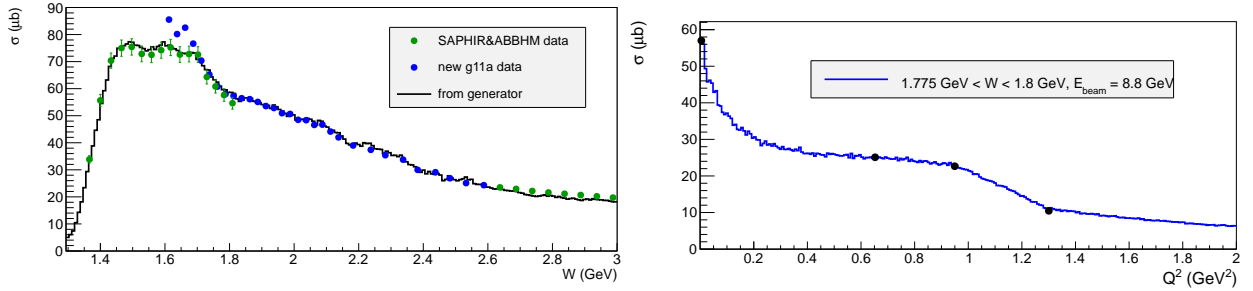 σ (μb)
90
80
70
60
50
40
30
20
10
0
1.4 1.6 1.8 2 2.2 2.4 2.6 2.8 3
W (GeV)
SAPHIR&ABBHM data
new g11a data
from generator
σ (μb)
60
50
40
30
20
10
0
0.2 0.4 0.6 0.8 1 1.2 1.4 1.6 1.8 2
Q² (GeV²)
1.775 GeV < W < 1.8 GeV, E_beam = 8.8 GeV